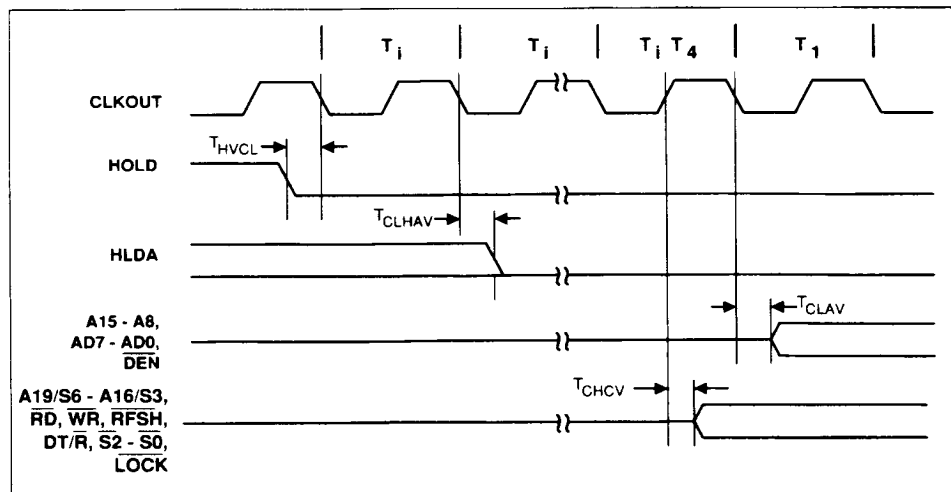 Ti Ti Ti T4 T1
CLKOUT
THVCL
HOLD
TCLHAV
HLDA
TCLAV
A15 - A8,
AD7 - AD0,
DEN
TCHCV
A19/S6 - A16/S3,
RD, WR, RFSH,
DT/R, S2 - S0,
LOCK